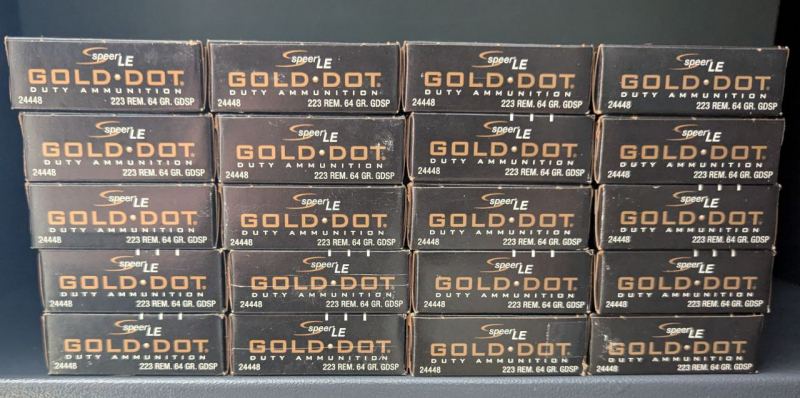 speer LE
GOLD DOT
DUTY AMMUNITION
24448 223 REM. 64 GR. GDSP
speer LE
GOLD DOT
DUTY AMMUNITION
24448 223 REM. 64 GR. GDSP
speer LE
GOLD DOT
DUTY AMMUNITION
24448 223 REM. 64 GR. GDSP
speer LE
GOLD DOT
DUTY AMMUNITION
24448 223 REM. 64 GR. GDSP
speer LE
GOLD DOT
DUTY AMMUNITION
24448 223 REM. 64 GR. GDSP
speer LE
GOLD DOT
DUTY AMMUNITION
24448 223 REM. 64 GR. GDSP
speer LE
GOLD DOT
DUTY AMMUNITION
24448 223 REM. 64 GR. GDSP
speer LE
GOLD DOT
DUTY AMMUNITION
24448 223 REM. 64 GR. GDSP
speer LE
GOLD DOT
DUTY AMMUNITION
24448 223 REM. 64 GR. GDSP
speer LE
GOLD DOT
DUTY AMMUNITION
24448 223 REM. 64 GR. GDSP
speer LE
GOLD DOT
DUTY AMMUNITION
24448 223 REM. 64 GR. GDSP
speer LE
GOLD DOT
DUTY AMMUNITION
24448 223 REM. 64 GR. GDSP
speer LE
GOLD DOT
DUTY AMMUNITION
24448 223 REM. 64 GR. GDSP
speer LE
GOLD DOT
DUTY AMMUNITION
24448 223 REM. 64 GR. GDSP
speer LE
GOLD DOT
DUTY AMMUNITION
24448 223 REM. 64 GR. GDSP
speer LE
GOLD DOT
DUTY AMMUNITION
24448 223 REM. 64 GR. GDSP
speer LE
GOLD DOT
DUTY AMMUNITION
24448 223 REM. 64 GR. GDSP
speer LE
GOLD DOT
DUTY AMMUNITION
24448 223 REM. 64 GR. GDSP
speer LE
GOLD DOT
DUTY AMMUNITION
24448 223 REM. 64 GR. GDSP
speer LE
GOLD DOT
DUTY AMMUNITION
24448 223 REM. 64 GR. GDSP